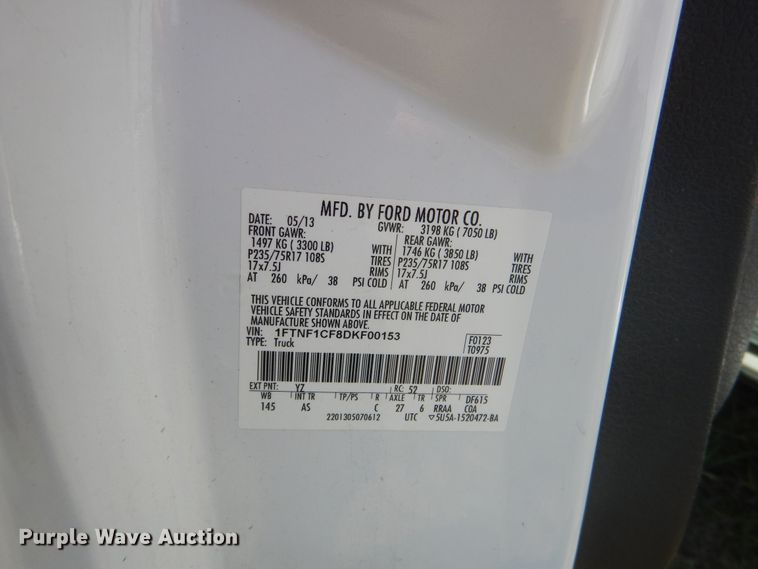 MFD. BY FORD MOTOR CO.
DATE: 05/13 GVWR: 3198 KG ( 7050 LB)
FRONT GAWR: REAR GAWR:
1497 KG ( 3300 LB) WITH 1746 KG ( 3850 LB) WITH
P235/75R17 108S TIRES P235/75R17 108S TIRES
17x7.5J RIMS 17x7.5J RIMS
AT 260 kPa/ 38 PSI COLD AT 260 kPa/ 38 PSI COLD
THIS VEHICLE CONFORMS TO ALL APPLICABLE FEDERAL MOTOR
VEHICLE SAFETY STANDARDS IN EFFECT ON THE DATE OF
MANUFACTURE SHOWN ABOVE.
VIN: 1FTNF1CF8DKF00153 F0123
TYPE: Truck T0975
EXT PNT: YZ RC: 52 DSO:
WB INT TR TP/PS R AXLE TR SPR DF615
145 AS C 27 6 RRAA COA
2201305070612 UTC ▽5U5A-1520472-BA
Purple Wave Auction